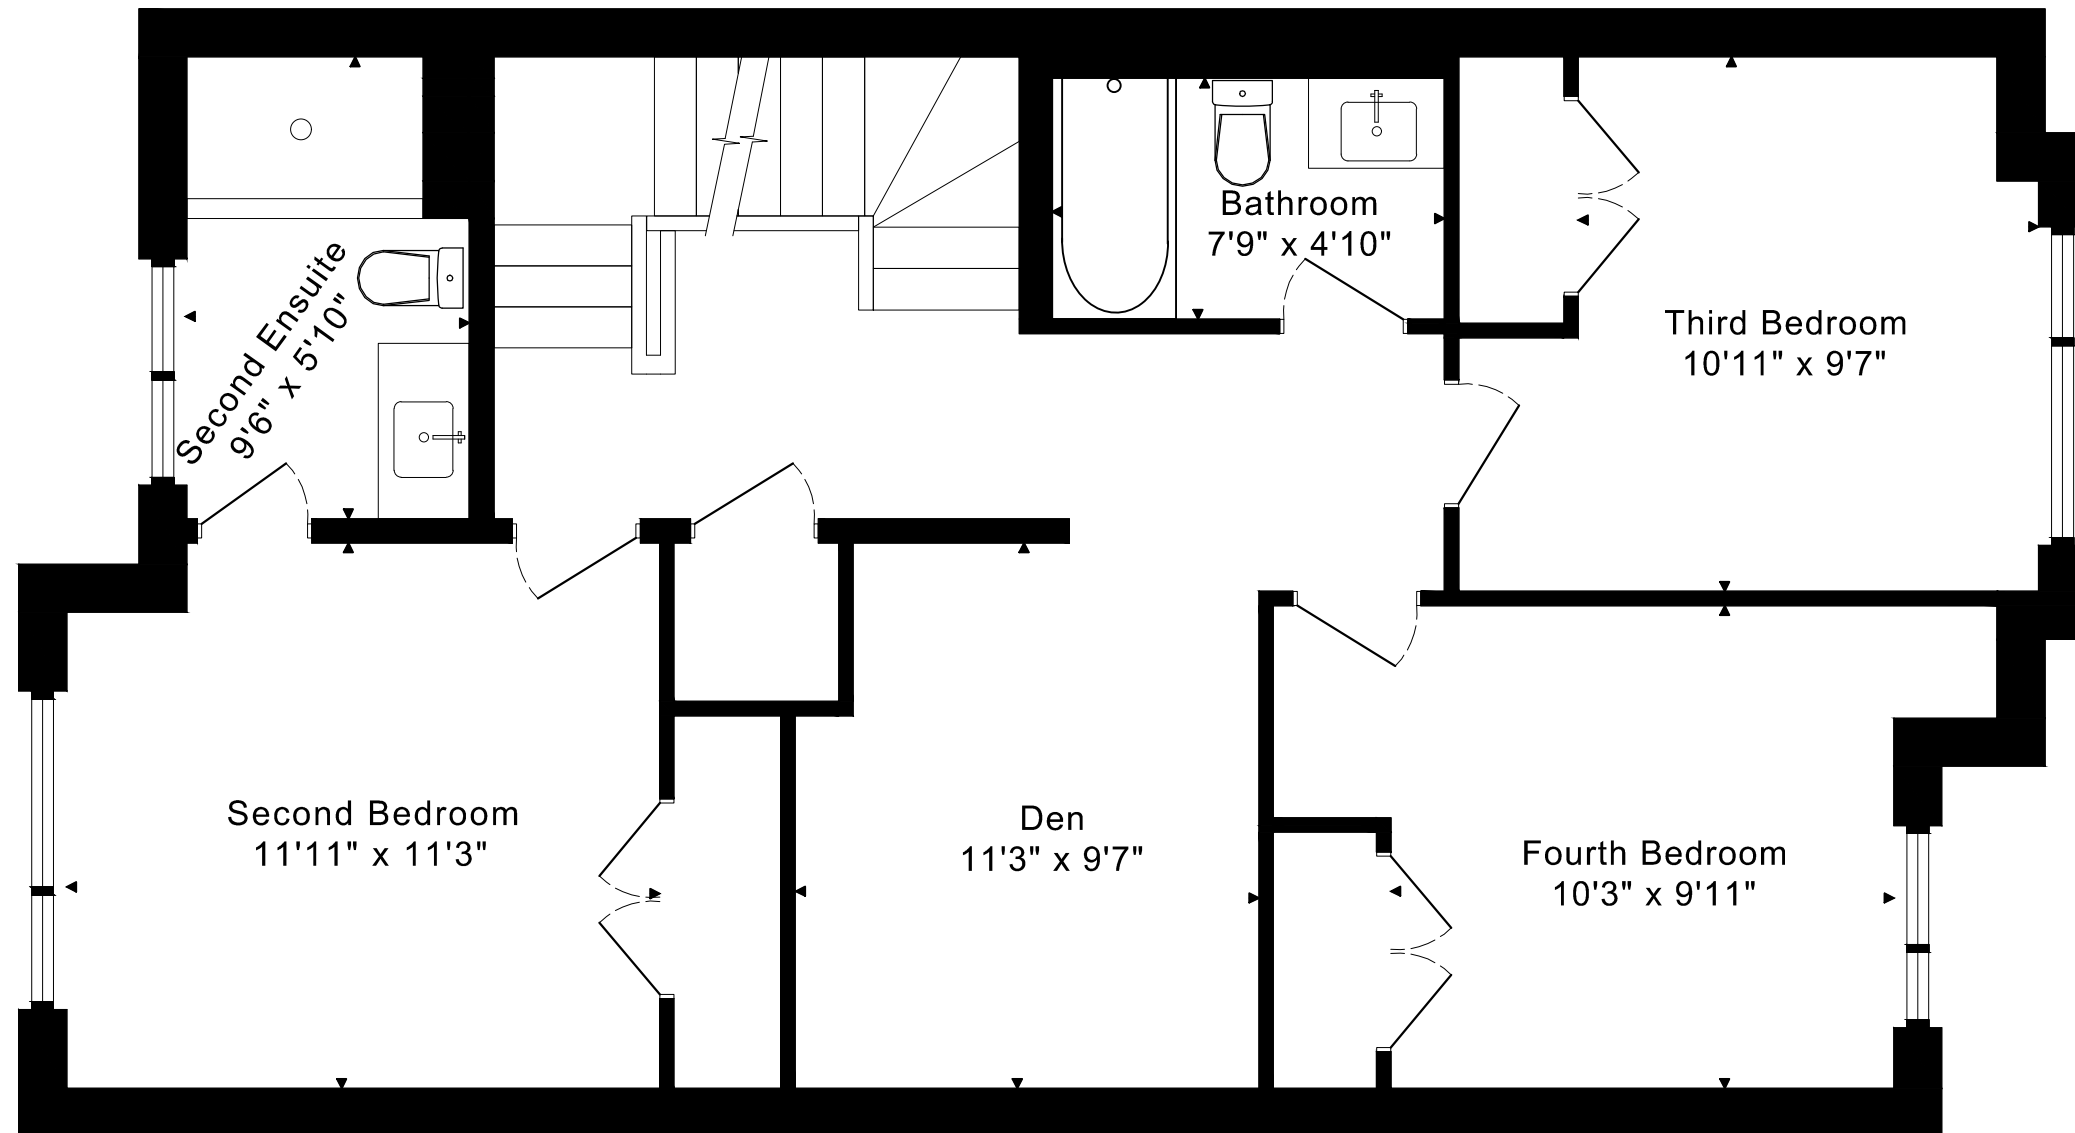 Bathroom
7'9" x 4'10"
Second Ensuite
9'6" x 5'10"
Third Bedroom
10'11" x 9'7"
Second Bedroom
11'11" x 11'3"
Den
11'3" x 9'7"
Fourth Bedroom
10'3" x 9'11"